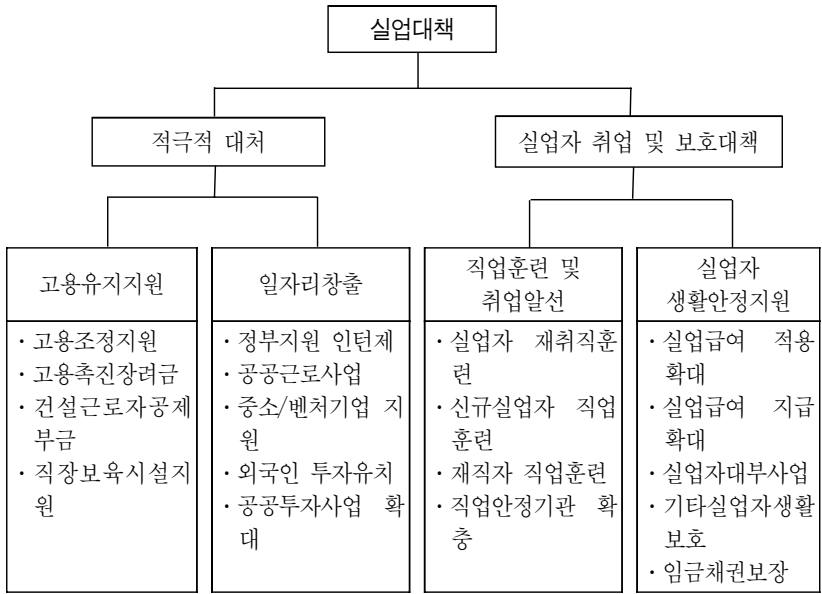 실업대책
적극적 대처
실업자 취업 및 보호대책
고용유지지원
· 고용조정지원
· 고용촉진장려금
· 건설근로자공제
부금
· 직장보육시설지
원
일자리창출
· 정부지원 인턴제
· 공공근로사업
· 중소/벤처기업 지
원
· 외국인 투자유치
· 공공투자사업 확
대
직업훈련 및
취업알선
· 실업자 재취직훈
련
· 신규실업자 직업
훈련
· 재직자 직업훈련
· 직업안정기관 확
충
실업자
생활안정지원
· 실업급여 적용
확대
· 실업급여 지급
확대
· 실업자대부사업
· 기타실업자생활
보호
· 임금채권보장